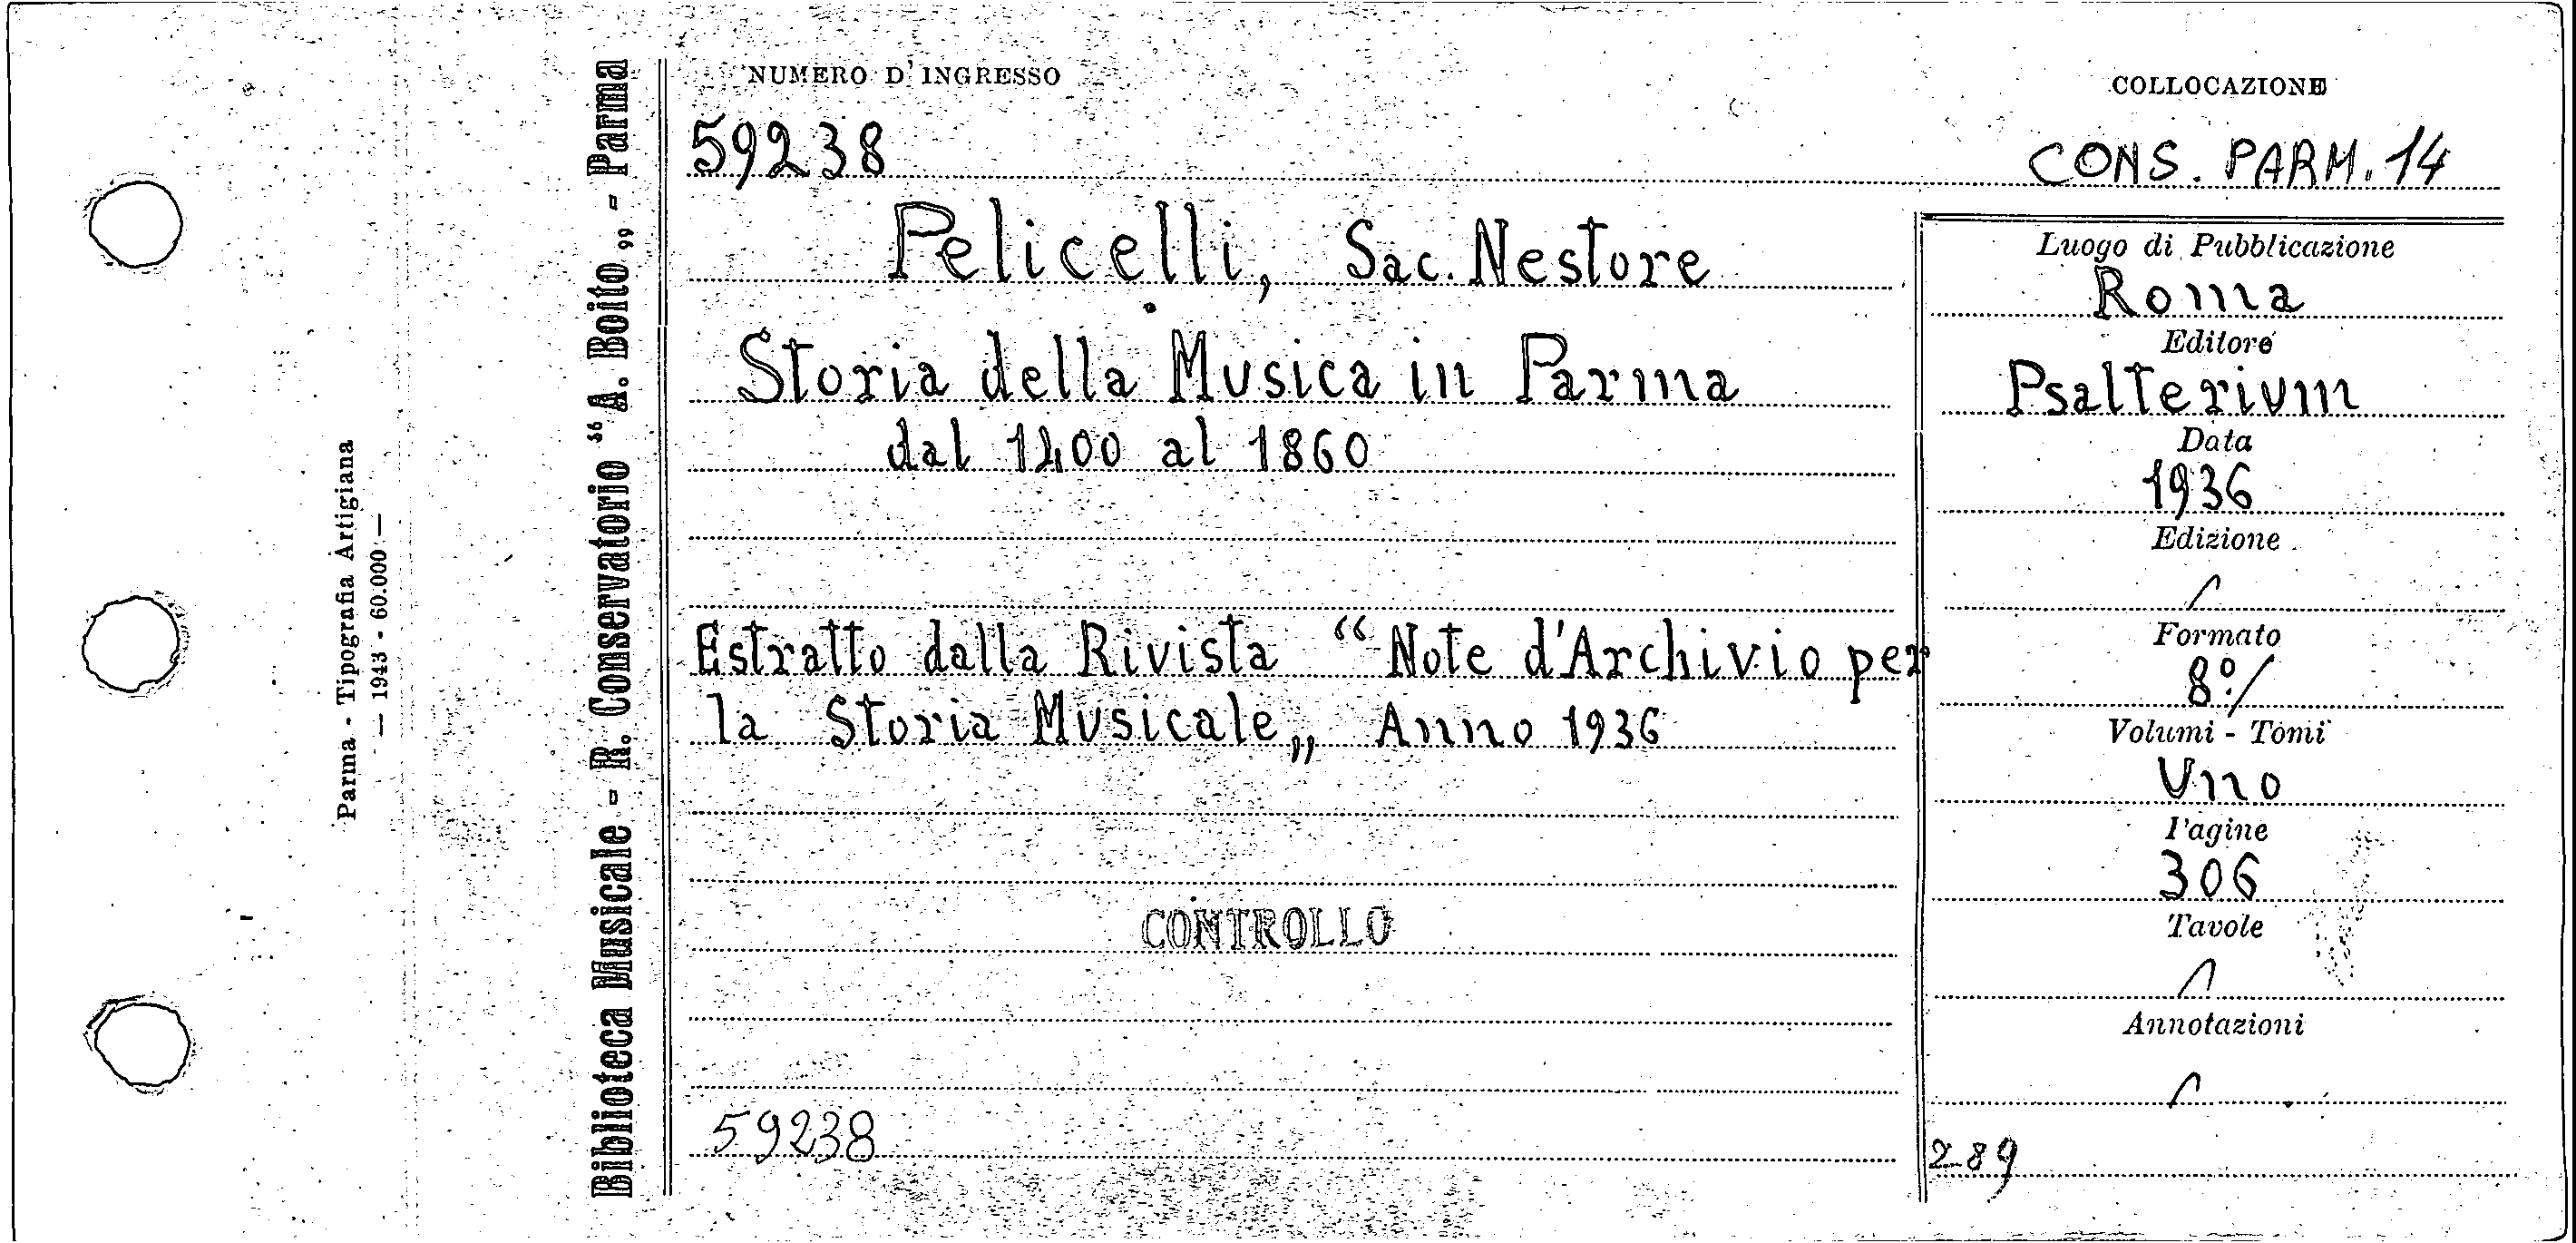 NUMERO D'INGRESSO
59238
COLLOCAZIONE
CONS. PARM. 14
Pelicelli, Sac. Nestore
Storia della Musica in Parma
dal 1400 al 1860
Estratto dalla Rivista “Note d'Archivio per
la Storia Musicale„ Anno 1936
CONTROLLO
59238
Luogo di Pubblicazione
Roma
Editore
Psalterium
Data
1936
Edizione
/
Formato
8º/
Volumi - Tomi
Uno
Pagine
306
Tavole
/
Annotazioni
/
289
Biblioteca Musicale - R. Conservatorio “A. Boito„ - Parma
Parma - Tipografia Artigiana
— 1943 - 60.000 —